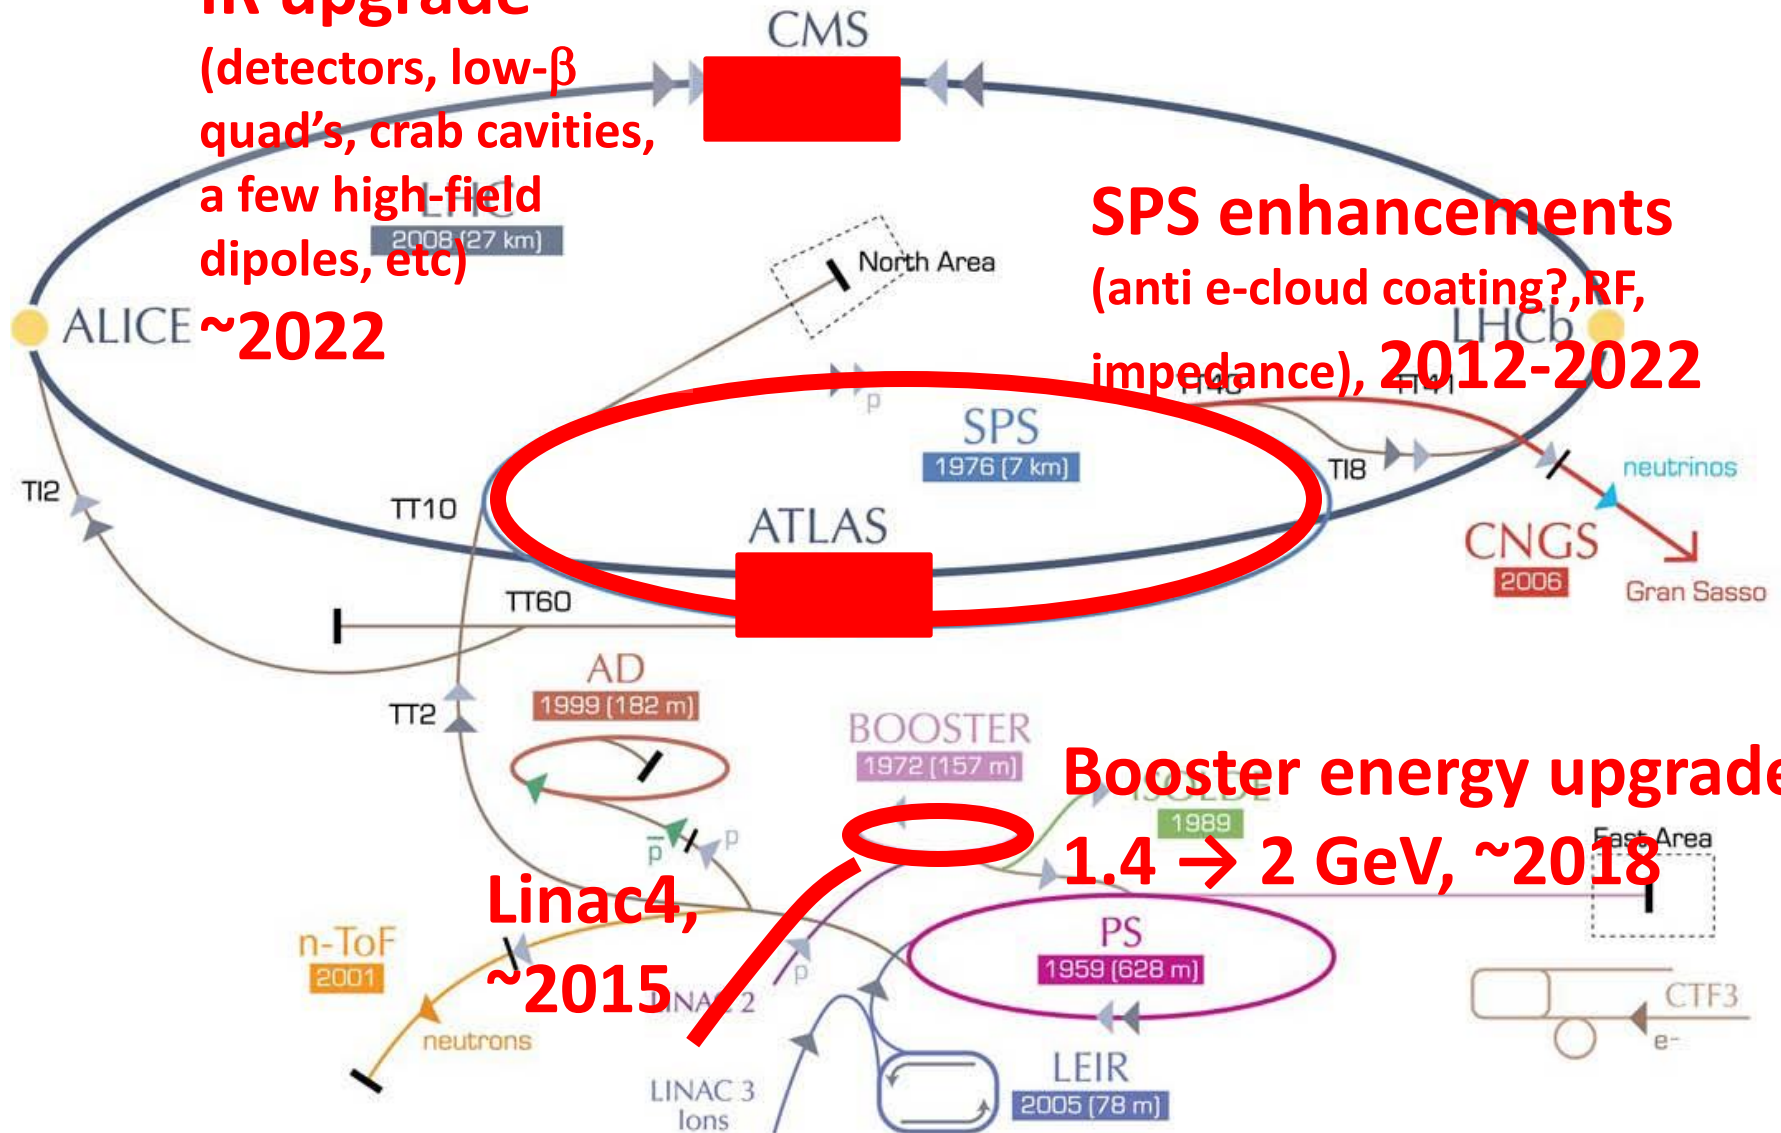 IR upgrade
(detectors, low-β
quad's, crab cavities,
a few high-field
dipoles, etc)
~2022
CMS
LHC
2008 (27 km)
North Area
SPS enhancements
(anti e-cloud coating?,RF,
impedance), 2012-2022
ALICE
LHCb
TT40
TT41
p
SPS
1976 (7 km)
TI8
neutrinos
TI2
TT10
ATLAS
CNGS
2006
Gran Sasso
TT60
AD
1999 (182 m)
TT2
BOOSTER
1972 (157 m)
Booster energy upgrade
1.4 → 2 GeV, ~2018
ISOLDE
1989
East Area
p̅
p
Linac4,
~2015
n-ToF
2001
LINAC 2
p
PS
1959 (628 m)
neutrons
CTF3
e-
LEIR
2005 (78 m)
LINAC 3
Ions